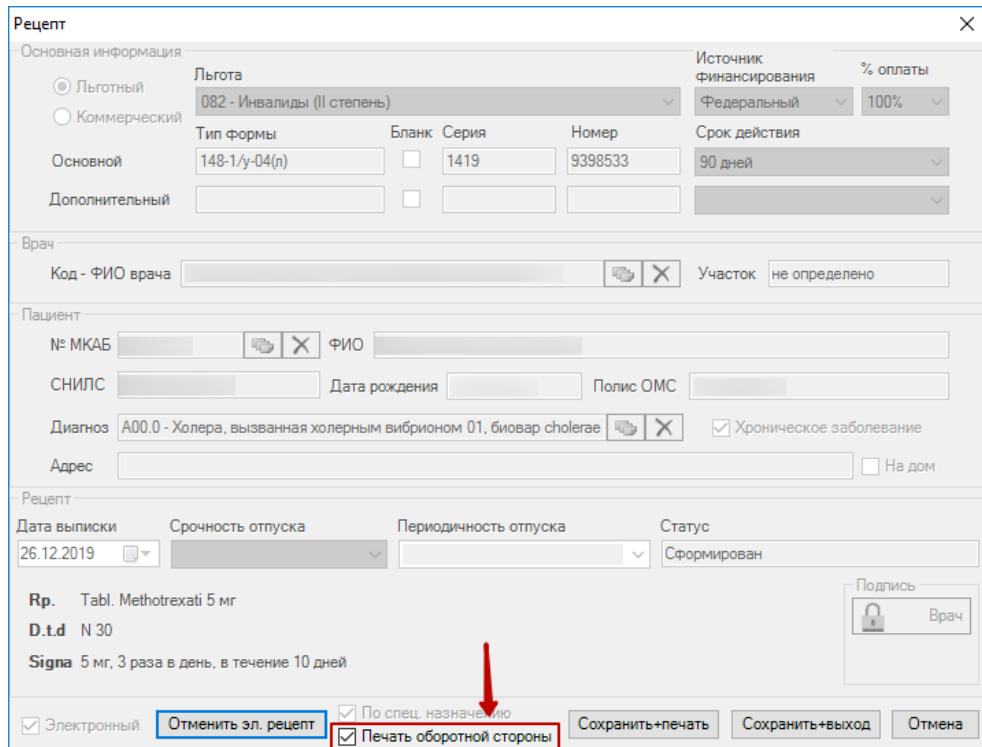 Рецепт
Основная информация
Льготный
Коммерческий
Льгота
Источник финансирования
% оплаты
082 - Инвалиды (II степень)
Федеральный
100%
Тип формы Бланк Серия Номер Срок действия
Основной 148-1/у-04(л) 1419 9398533 90 дней
Дополнительный
Врач
Код - ФИО врача Участок не определено
Пациент
№ МКАБ ФИО
СНИЛС Дата рождения Полис ОМС
Диагноз A00.0 - Холера, вызванная холерным вибрионом 01, биовар cholerae Хроническое заболевание
Адрес На дом
Рецепт
Дата выписки Срочность отпуска Периодичность отпуска Статус
26.12.2019 Сформирован
Rp. Tabl. Methotrexati 5 мг
D.t.d N 30
Signa 5 мг, 3 раза в день, в течение 10 дней
Подпись
Врач
Электронный Отменить эл. рецепт По спец. назначению Сохранить+печать Сохранить+выход Отмена
Печать оборотной стороны